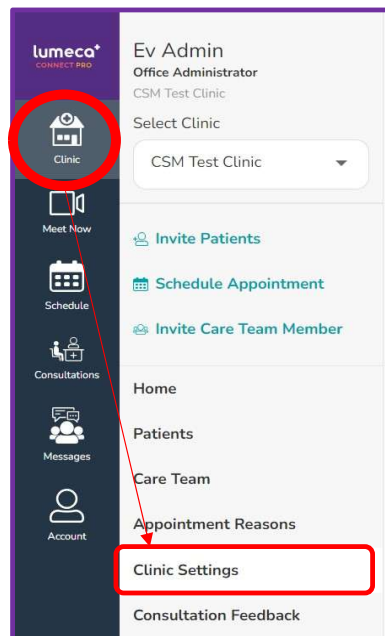 lumeca+
CONNECT PRO
Clinic
Meet Now
Schedule
Consultations
Messages
Account
Ev Admin
Office Administrator
CSM Test Clinic
Select Clinic
CSM Test Clinic
Invite Patients
Schedule Appointment
Invite Care Team Member
Home
Patients
Care Team
Appointment Reasons
Clinic Settings
Consultation Feedback